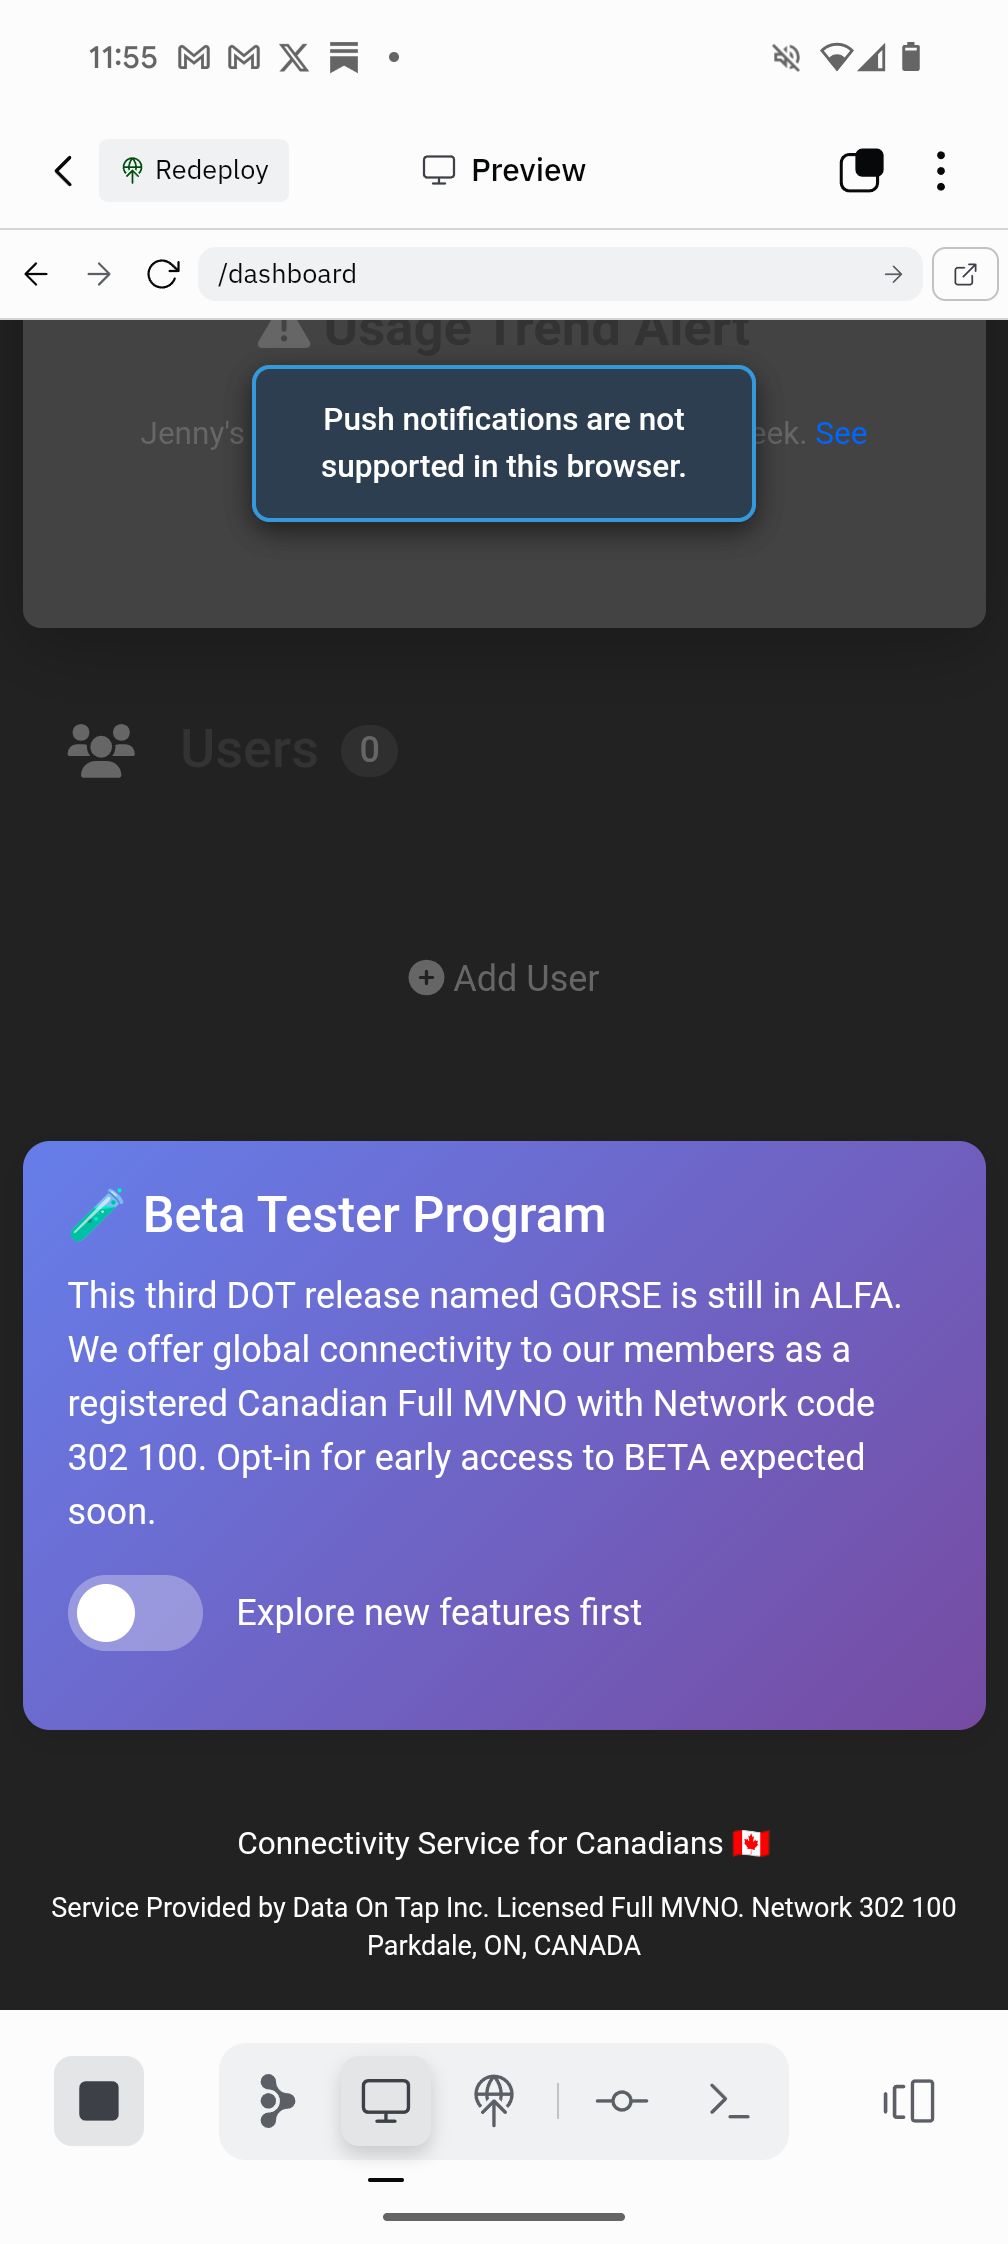 11:55
Redeploy
Preview
/dashboard
Usage Trend Alert
Push notifications are not
supported in this browser.
Jenny's eek. See
Users 0
Add User
Beta Tester Program
This third DOT release named GORSE is still in ALFA.
We offer global connectivity to our members as a
registered Canadian Full MVNO with Network code
302 100. Opt-in for early access to BETA expected
soon.
Explore new features first
Connectivity Service for Canadians 🇨🇦
Service Provided by Data On Tap Inc. Licensed Full MVNO. Network 302 100
Parkdale, ON, CANADA